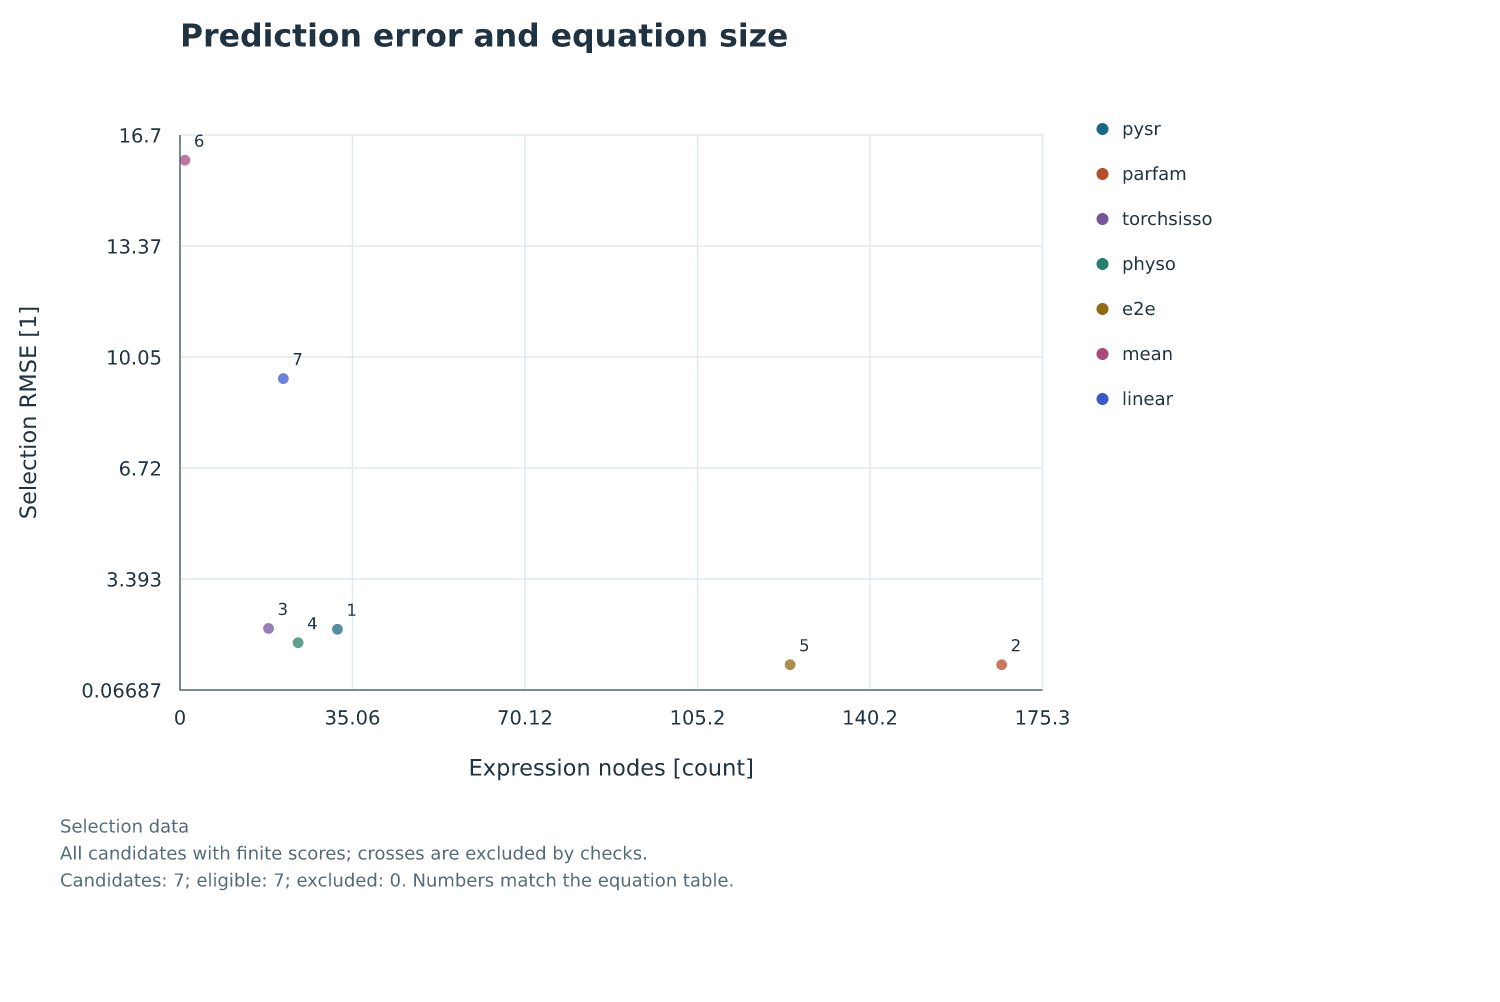 Prediction error and equation size
16.7
13.37
10.05
6.72
3.393
0.06687
Selection RMSE [1]
6
7
3
4
1
5
2
0
35.06
70.12
105.2
140.2
175.3
Expression nodes [count]
pysr
parfam
torchsisso
physo
e2e
mean
linear
Selection data
All candidates with finite scores; crosses are excluded by checks.
Candidates: 7; eligible: 7; excluded: 0. Numbers match the equation table.